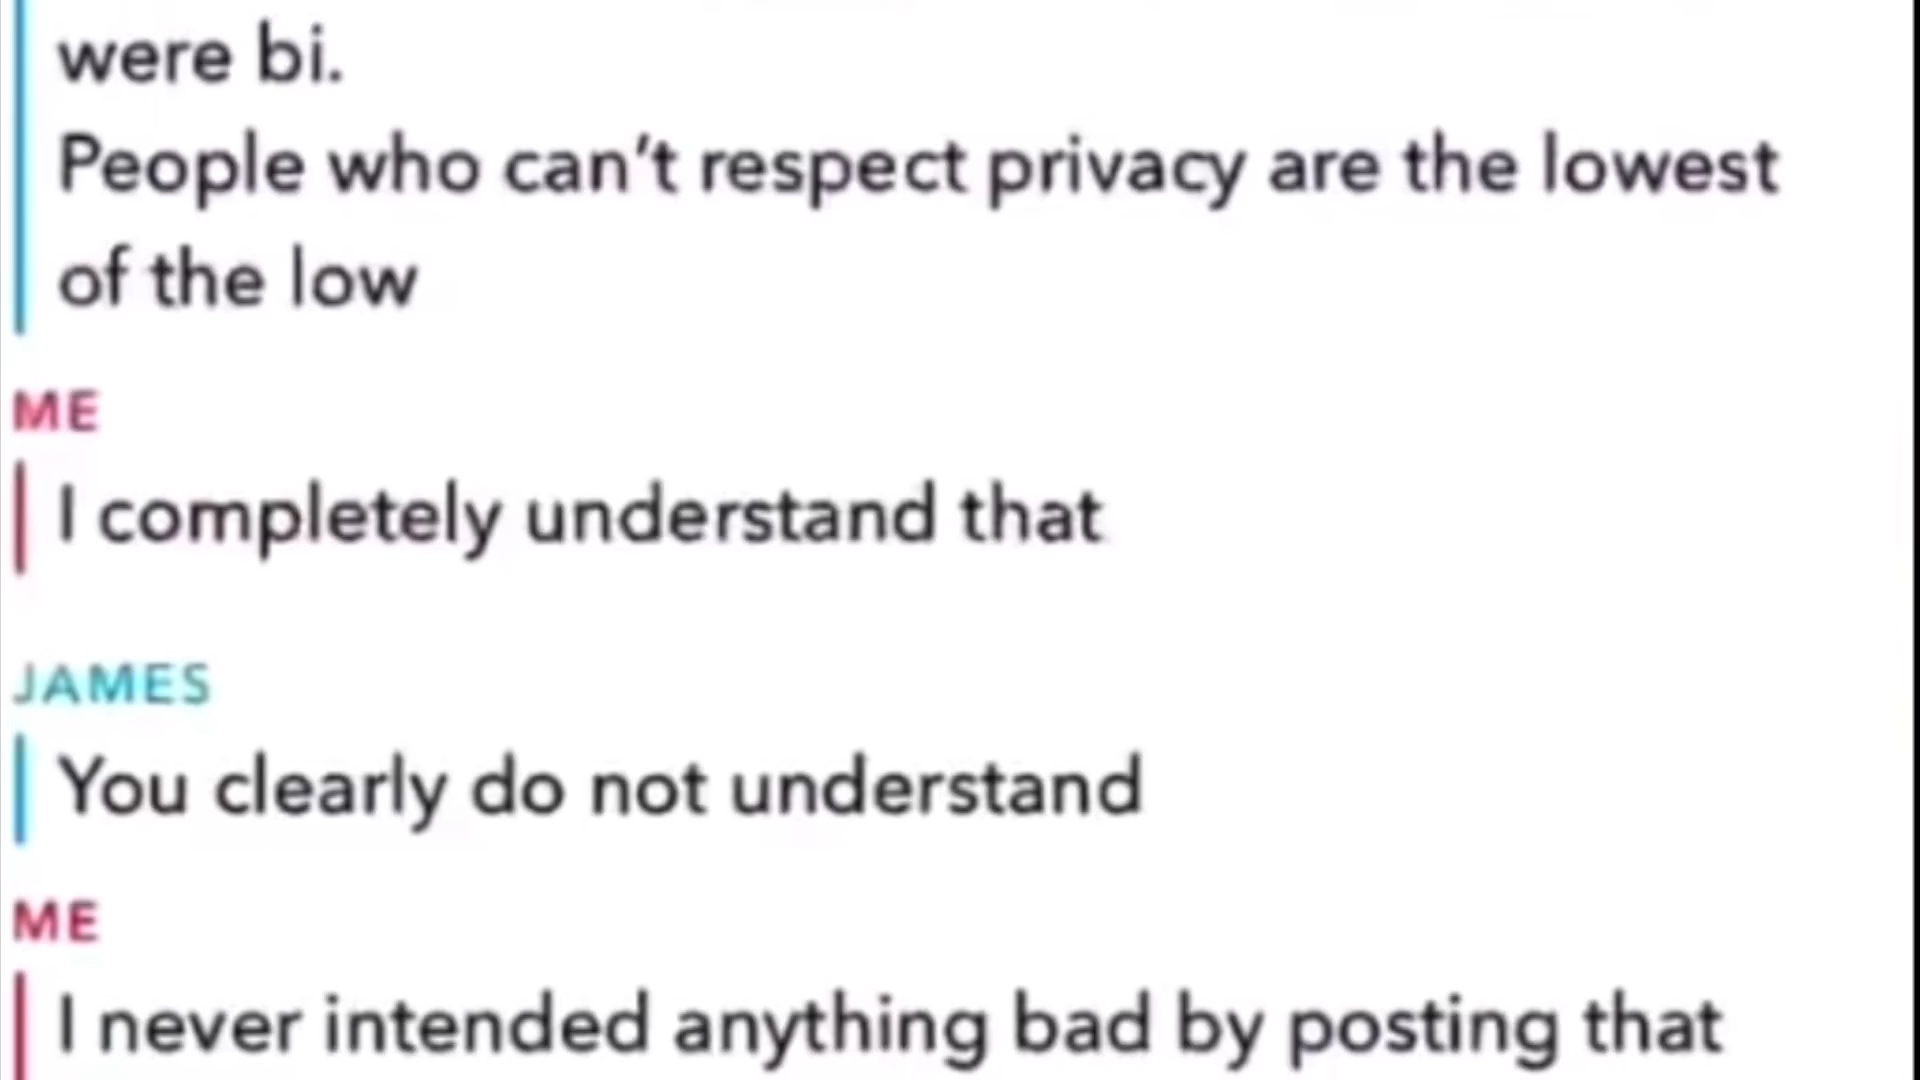 were bi.
People who can't respect privacy are the lowest
of the low
ME
I completely understand that
JAMES
You clearly do not understand
ME
I never intended anything bad by posting that